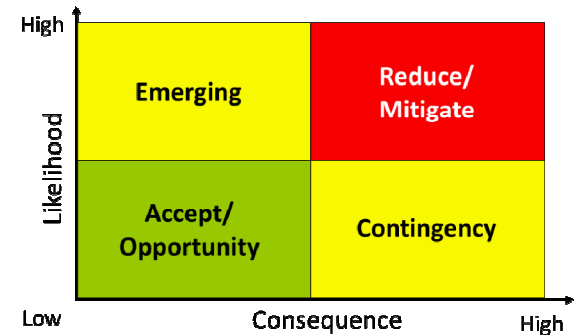 High
Emerging
Reduce/
Mitigate
Likelihood
Accept/
Opportunity
Contingency
Low
Consequence
High